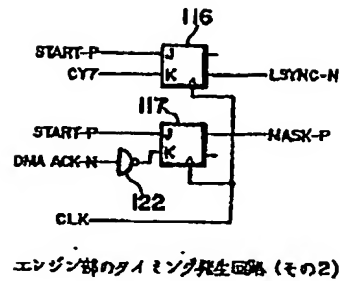 116
START-P
J
CY7
K
LSYNC-N
117
START-P
J
MASK-P
DMA ACK-N
K
122
CLK
エンジン部のタイミング発生回路(その2)